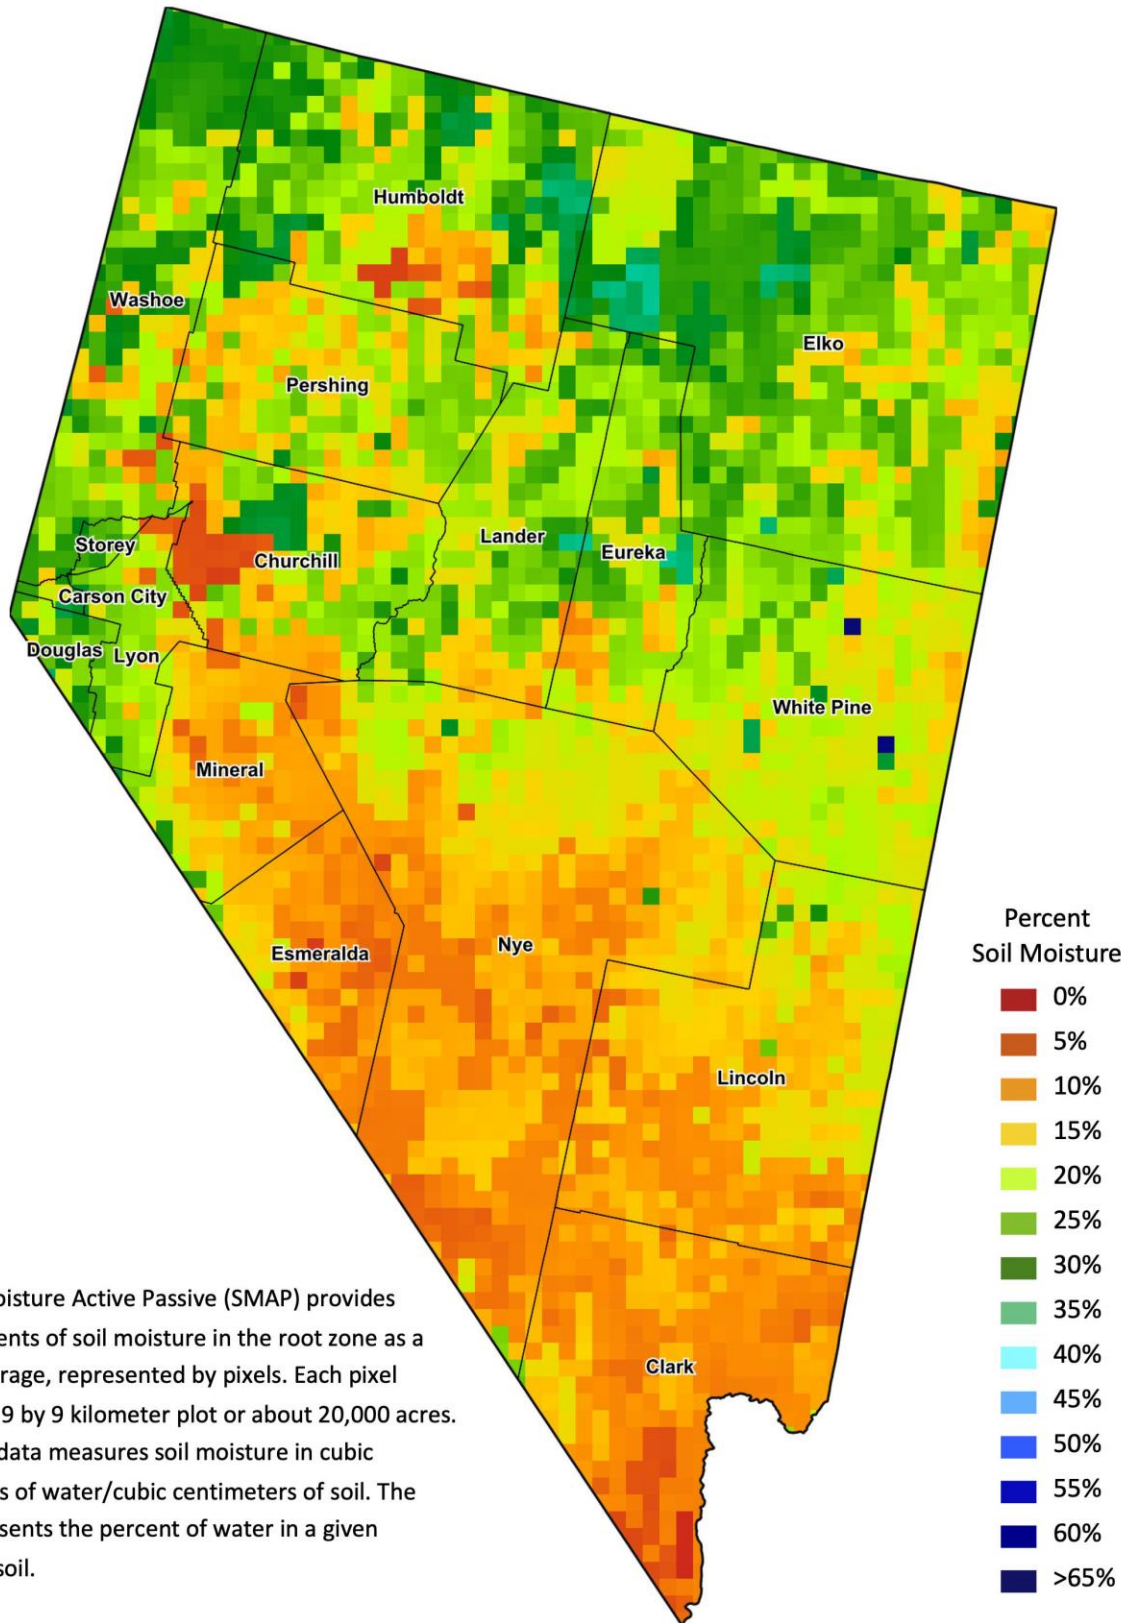 Humboldt
Washoe
Elko
Pershing
Storey
Churchill
Lander
Eureka
Carson City
Douglas
Lyon
White Pine
Mineral
Esmeralda
Nye
Lincoln
Clark
Percent
Soil Moisture
0%
5%
10%
15%
20%
25%
30%
35%
40%
45%
50%
55%
60%
>65%
Active Passive (SMAP) provides
of soil moisture in the root zone as a
represented by pixels. Each pixel
9 by 9 kilometer plot or about 20,000 acres.
data measures soil moisture in cubic
of water/cubic centimeters of soil. The
the percent of water in a given
soil.